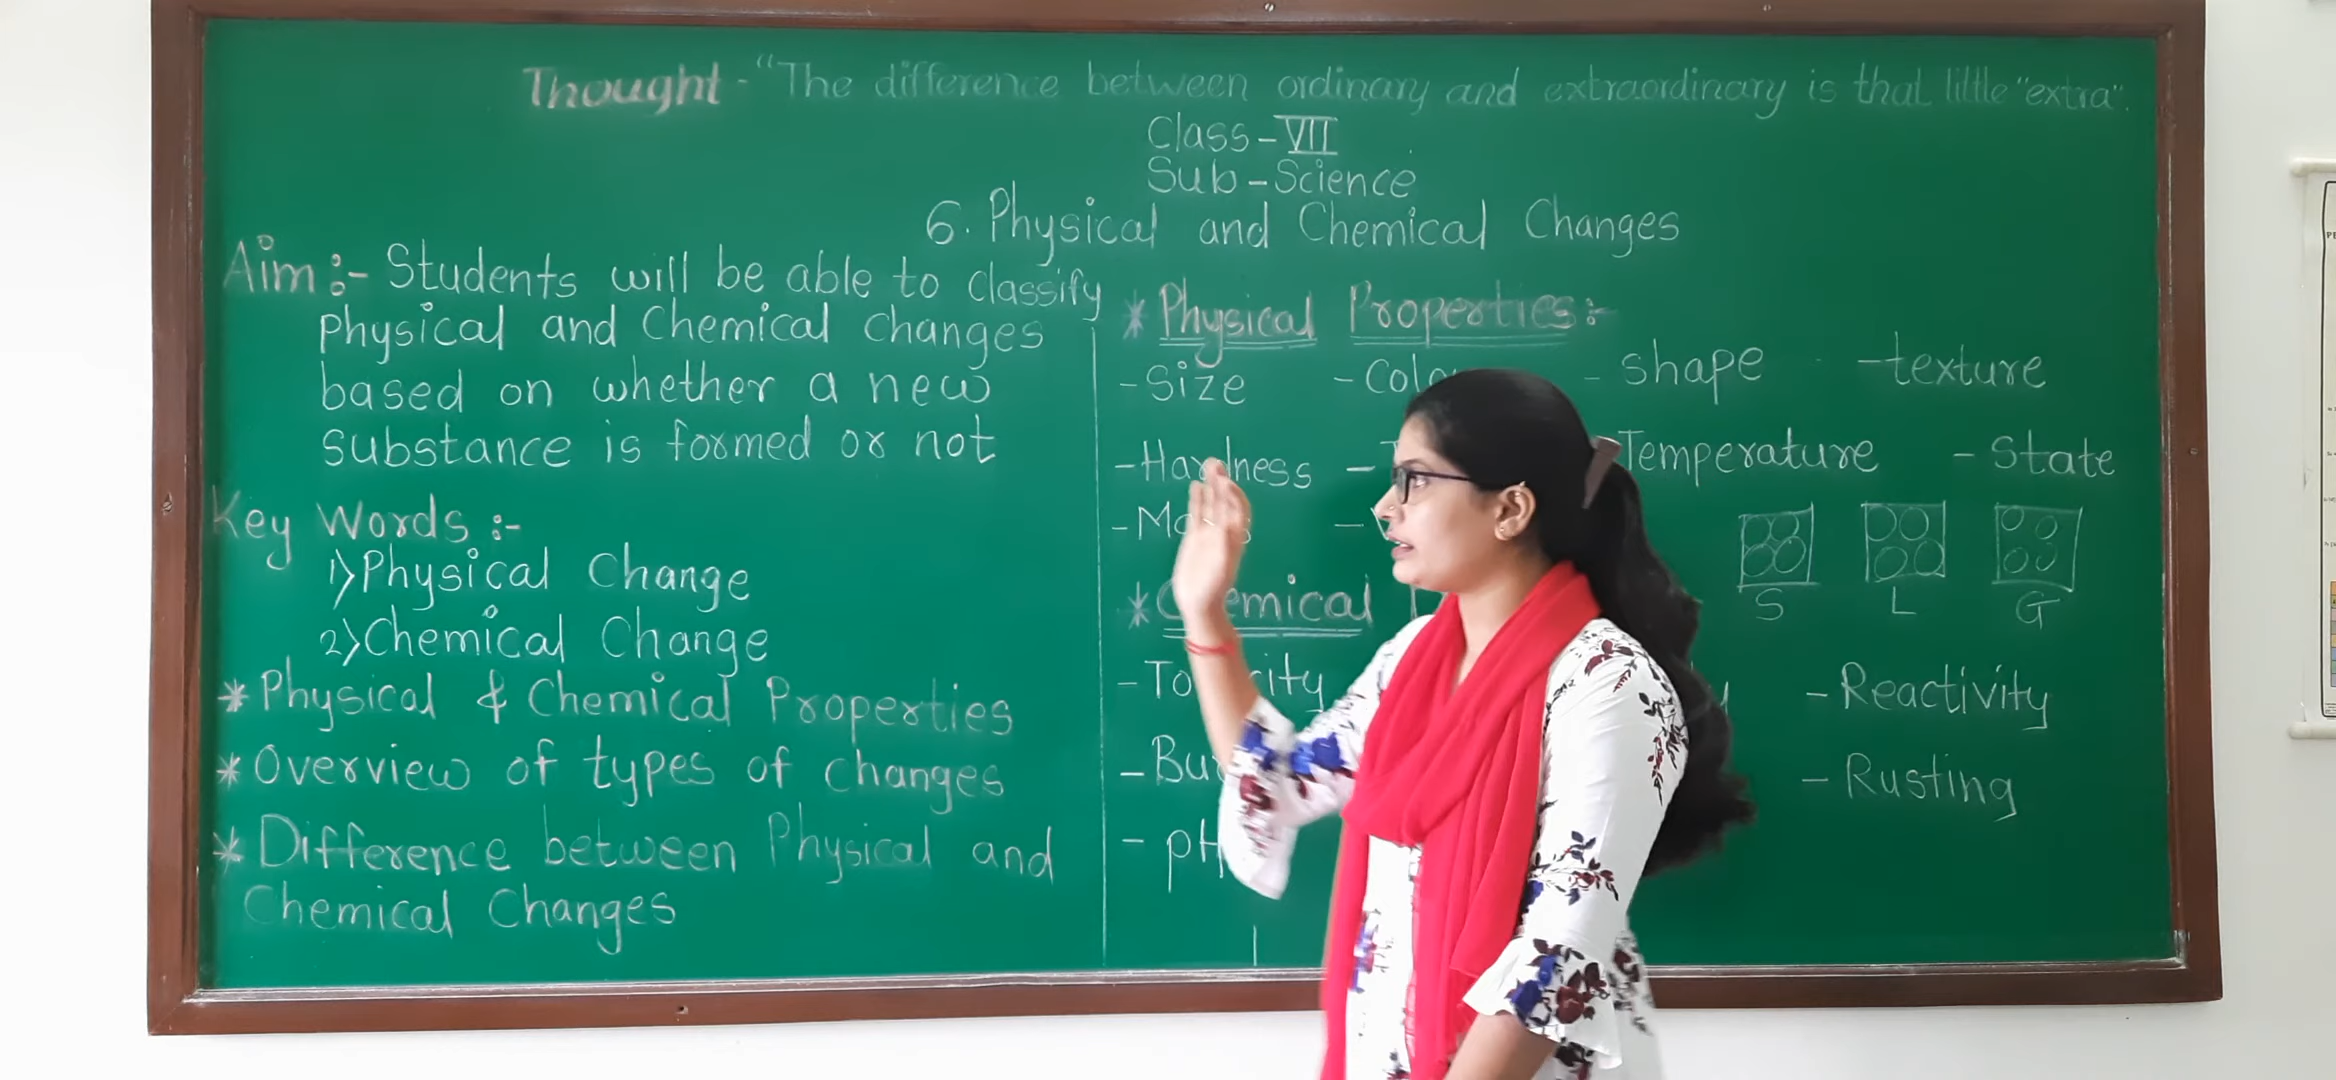 Thought - "The difference between ordinary and extraordinary is that little "extra".
Class - VII
Sub - Science
6. Physical and Chemical Changes
Aim :- Students will be able to classify
Physical and Chemical changes
based on whether a new
substance is formed or not
Key Words :-
1) Physical Change
2) Chemical Change
* Physical & Chemical Properties
* Overview of types of changes
* Difference between Physical and
Chemical Changes
* Physical Properties :-
- Size - shape - texture
- Hardness - Temperature - State
S L G
* Chemical
- Reactivity
- Rusting
- pH